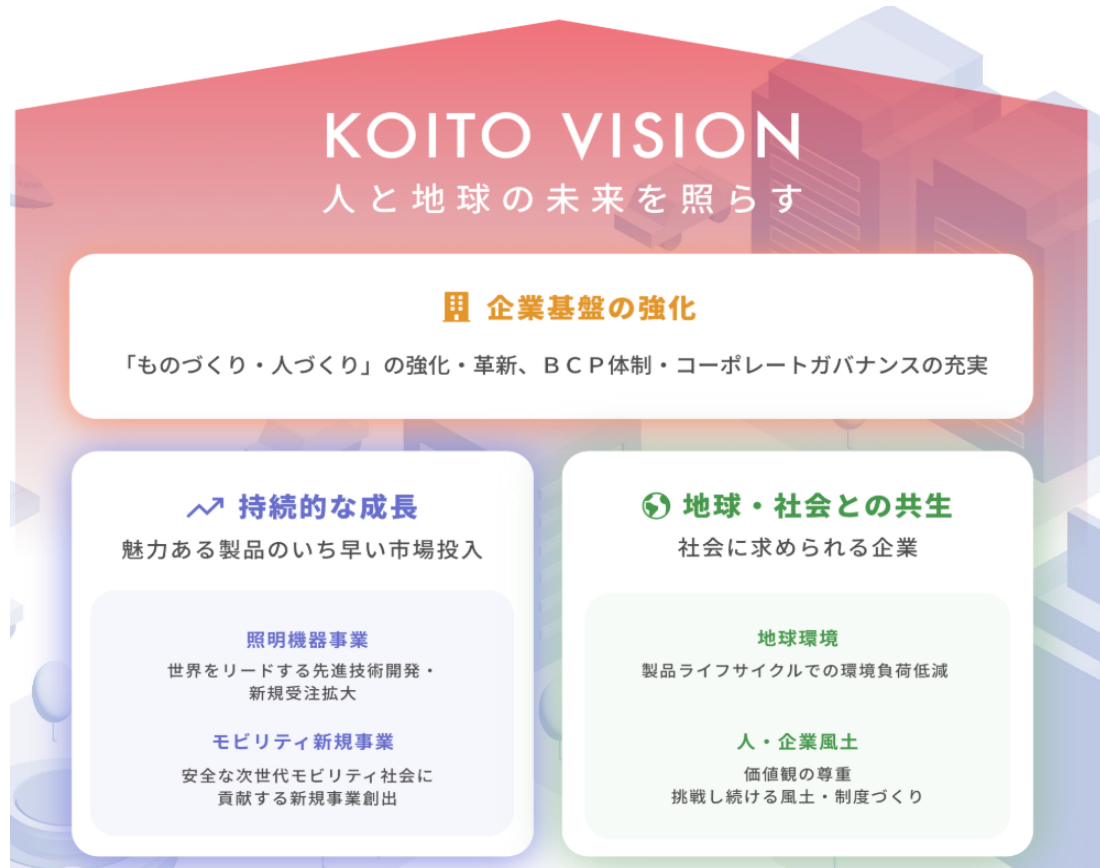 KOITO VISION
人と地球の未来を照らす
企業基盤の強化
「ものづくり・人づくり」の強化・革新、ＢＣＰ体制・コーポレートガバナンスの充実
持続的な成長
魅力ある製品のいち早い市場投入
照明機器事業
世界をリードする先進技術開発・
新規受注拡大
モビリティ新規事業
安全な次世代モビリティ社会に
貢献する新規事業創出
地球・社会との共生
社会に求められる企業
地球環境
製品ライフサイクルでの環境負荷低減
人・企業風土
価値観の尊重
挑戦し続ける風土・制度づくり